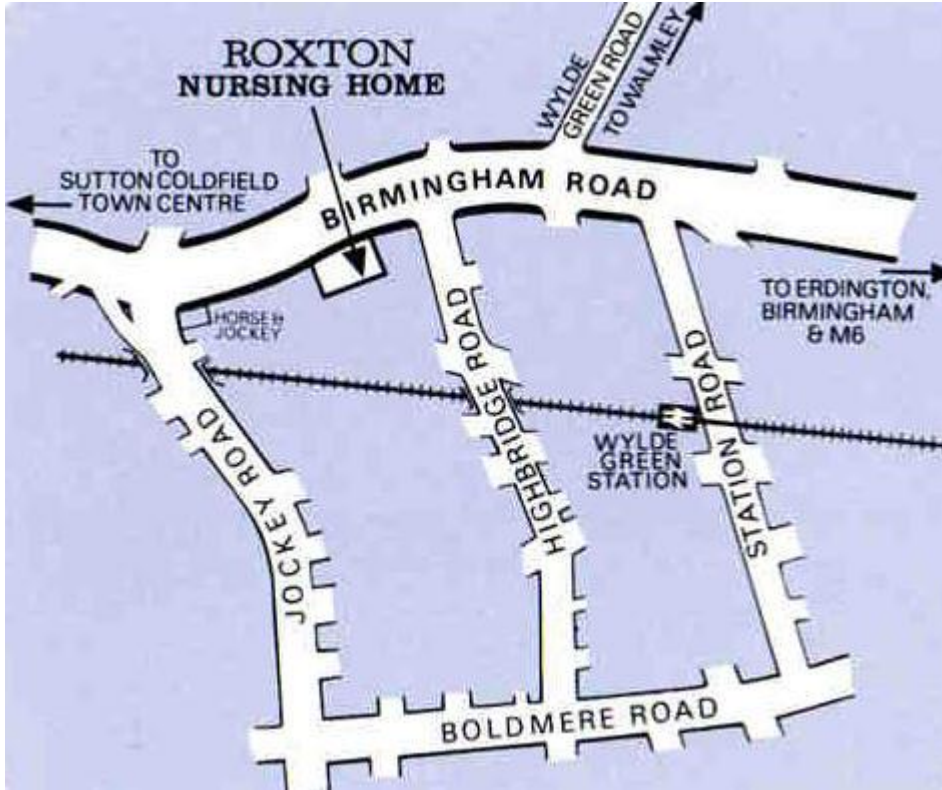 ROXTON
NURSING HOME
WYLDE
GREEN ROAD
TO WALMLEY
TO
SUTTON COLDFIELD
TOWN CENTRE
BIRMINGHAM ROAD
TO ERDINGTON,
BIRMINGHAM
& M6
HORSE &
JOCKEY
JOCKEY ROAD
HIGHBRIDGE ROAD
STATION ROAD
WYLDE
GREEN
STATION
BOLDMERE ROAD